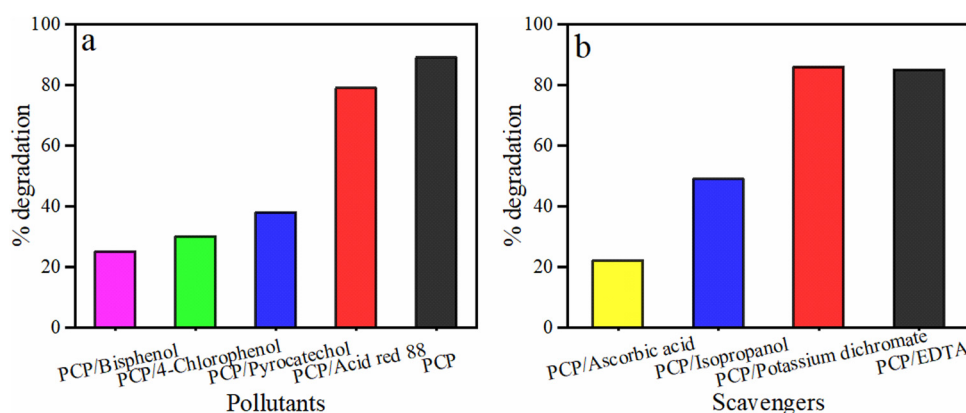 a
% degradation
100
80
60
40
20
0
PCP/Bisphenol
PCP/4-Chlorophenol
PCP/Pyrocatechol
PCP/Acid red 88
PCP
Pollutants
b
% degradation
100
80
60
40
20
0
PCP/Ascorbic acid
PCP/Isopropanol
PCP/Potassium dichromate
PCP/EDTA
Scavengers